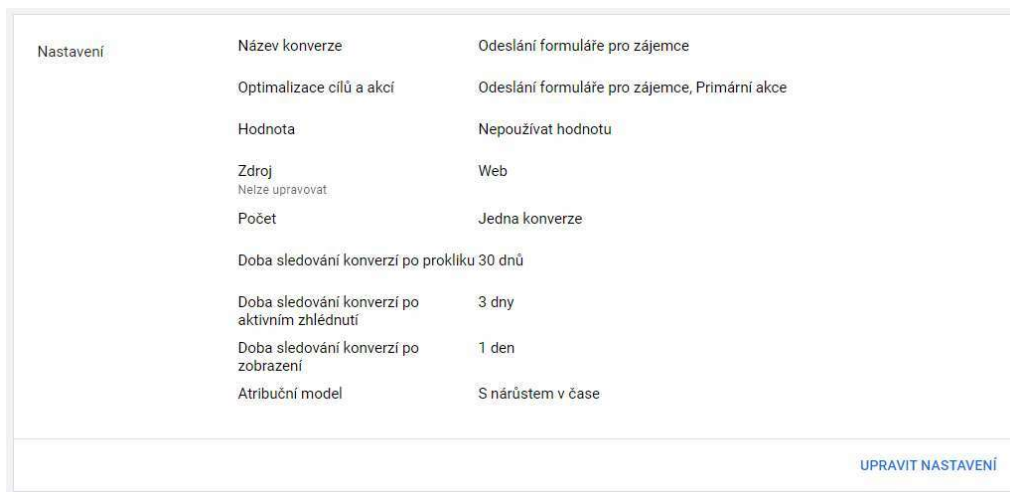 Nastavení
Název konverze Odeslání formuláře pro zájemce
Optimalizace cílů a akcí Odeslání formuláře pro zájemce, Primární akce
Hodnota Nepoužívat hodnotu
Zdroj Web
Nelze upravovat
Počet Jedna konverze
Doba sledování konverzí po prokliku 30 dnů
Doba sledování konverzí po 3 dny
aktivním zhlédnutí
Doba sledování konverzí po 1 den
zobrazení
Atribuční model S nárůstem v čase
UPRAVIT NASTAVENÍ